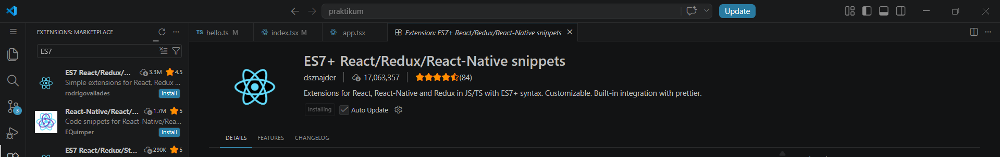 praktikum
Update
EXTENSIONS: MARKETPLACE
ES7
ES7 React/Redux/... 3.3M 4.5
Simple extensions for React, Redux ...
rodrigovallades
Install
React-Native/React/... 1.7M 5
Code snippets for React-Native/Rea...
EQuimper
Install
ES7 React/Redux/St... 290K 5
3
TS hello.ts M
index.tsx M
_app.tsx
Extension: ES7+ React/Redux/React-Native snippets
ES7+ React/Redux/React-Native snippets
dsznajder
17,063,357
(84)
Extensions for React, React-Native and Redux in JS/TS with ES7+ syntax. Customizable. Built-in integration with prettier.
Installing
Auto Update
DETAILS FEATURES CHANGELOG